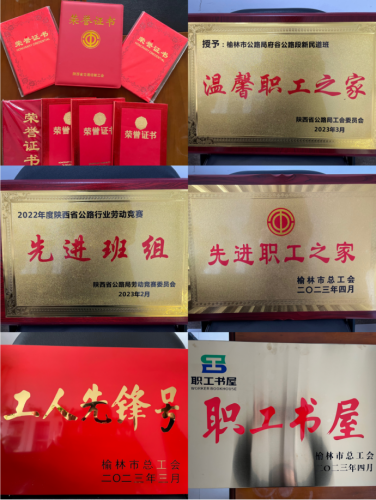 荣誉证书
荣誉证书
荣誉证书
荣誉证书
荣誉证书
荣誉证书
荣誉证书
授予：榆林市公路局府谷公路段新民道班
温馨职工之家
陕西省公路局工会委员会
2023年3月
2022年度陕西省公路行业劳动竞赛
先进班组
陕西省公路局劳动竞赛委员会
2023年2月
先进职工之家
榆林市总工会
二〇二三年四月
工人先锋号
榆林市总工会
二〇二三年三月
职工书屋
职工书屋
榆林市总工会
二〇二三年四月